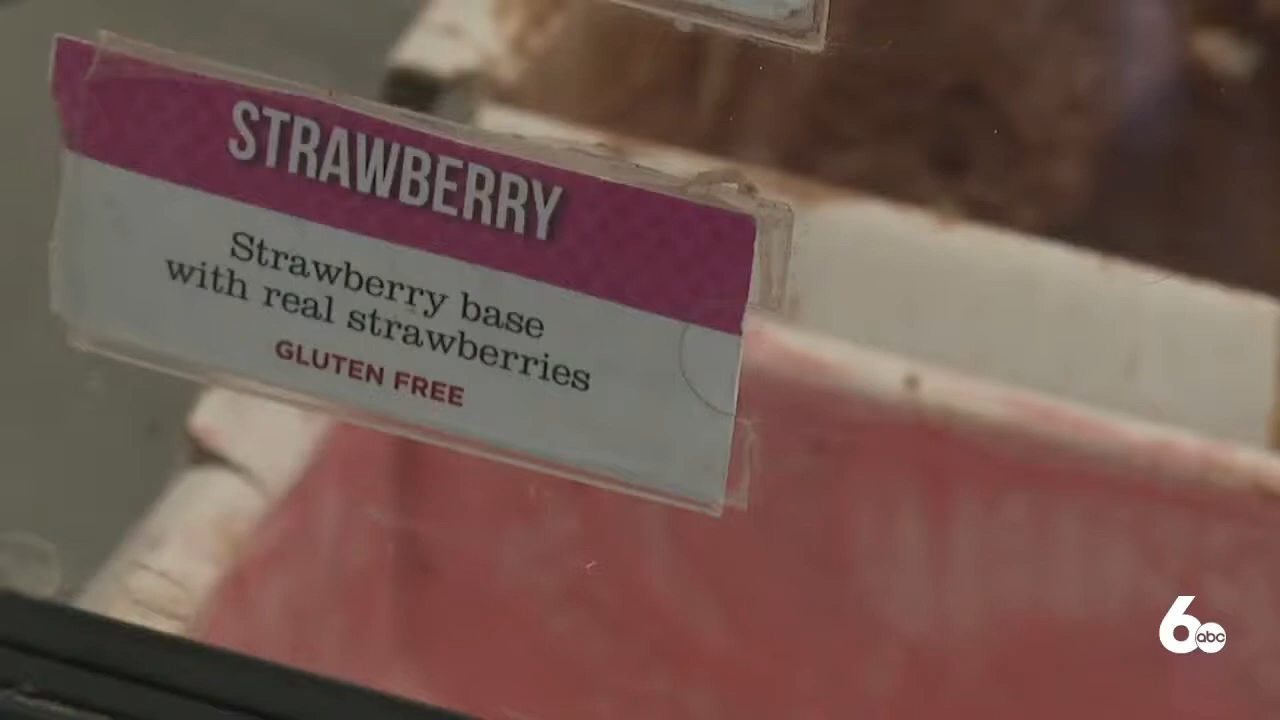 STRAWBERRY
Strawberry base
with real strawberries
GLUTEN FREE
6abc